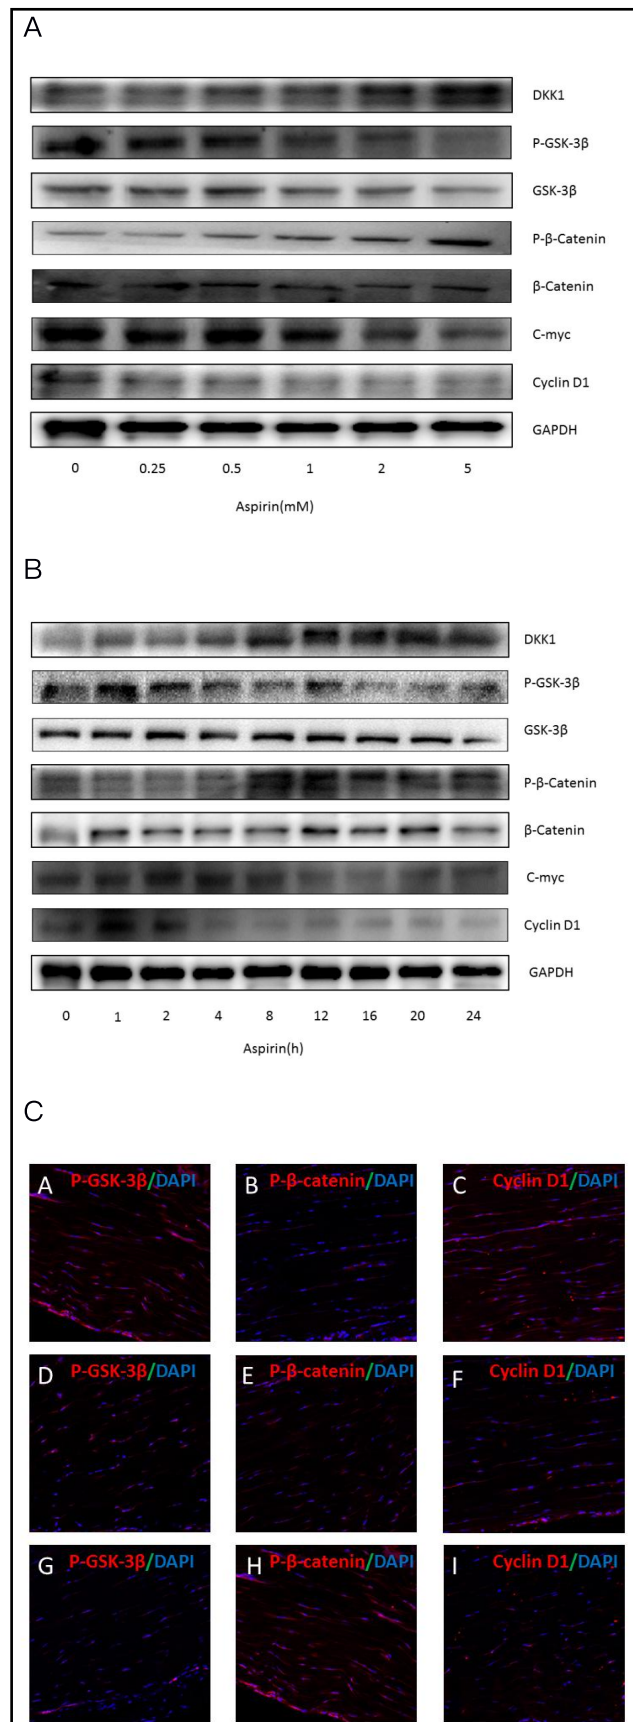 A
DKK1
P-GSK-3β
GSK-3β
P-β-Catenin
β-Catenin
C-myc
Cyclin D1
GAPDH
0 0.25 0.5 1 2 5
Aspirin(mM)
B
DKK1
P-GSK-3β
GSK-3β
P-β-Catenin
β-Catenin
C-myc
Cyclin D1
GAPDH
0 1 2 4 8 12 16 20 24
Aspirin(h)
C
A P-GSK-3β/DAPI B P-β-catenin/DAPI C Cyclin D1/DAPI
D P-GSK-3β/DAPI E P-β-catenin/DAPI F Cyclin D1/DAPI
G P-GSK-3β/DAPI H P-β-catenin/DAPI I Cyclin D1/DAPI